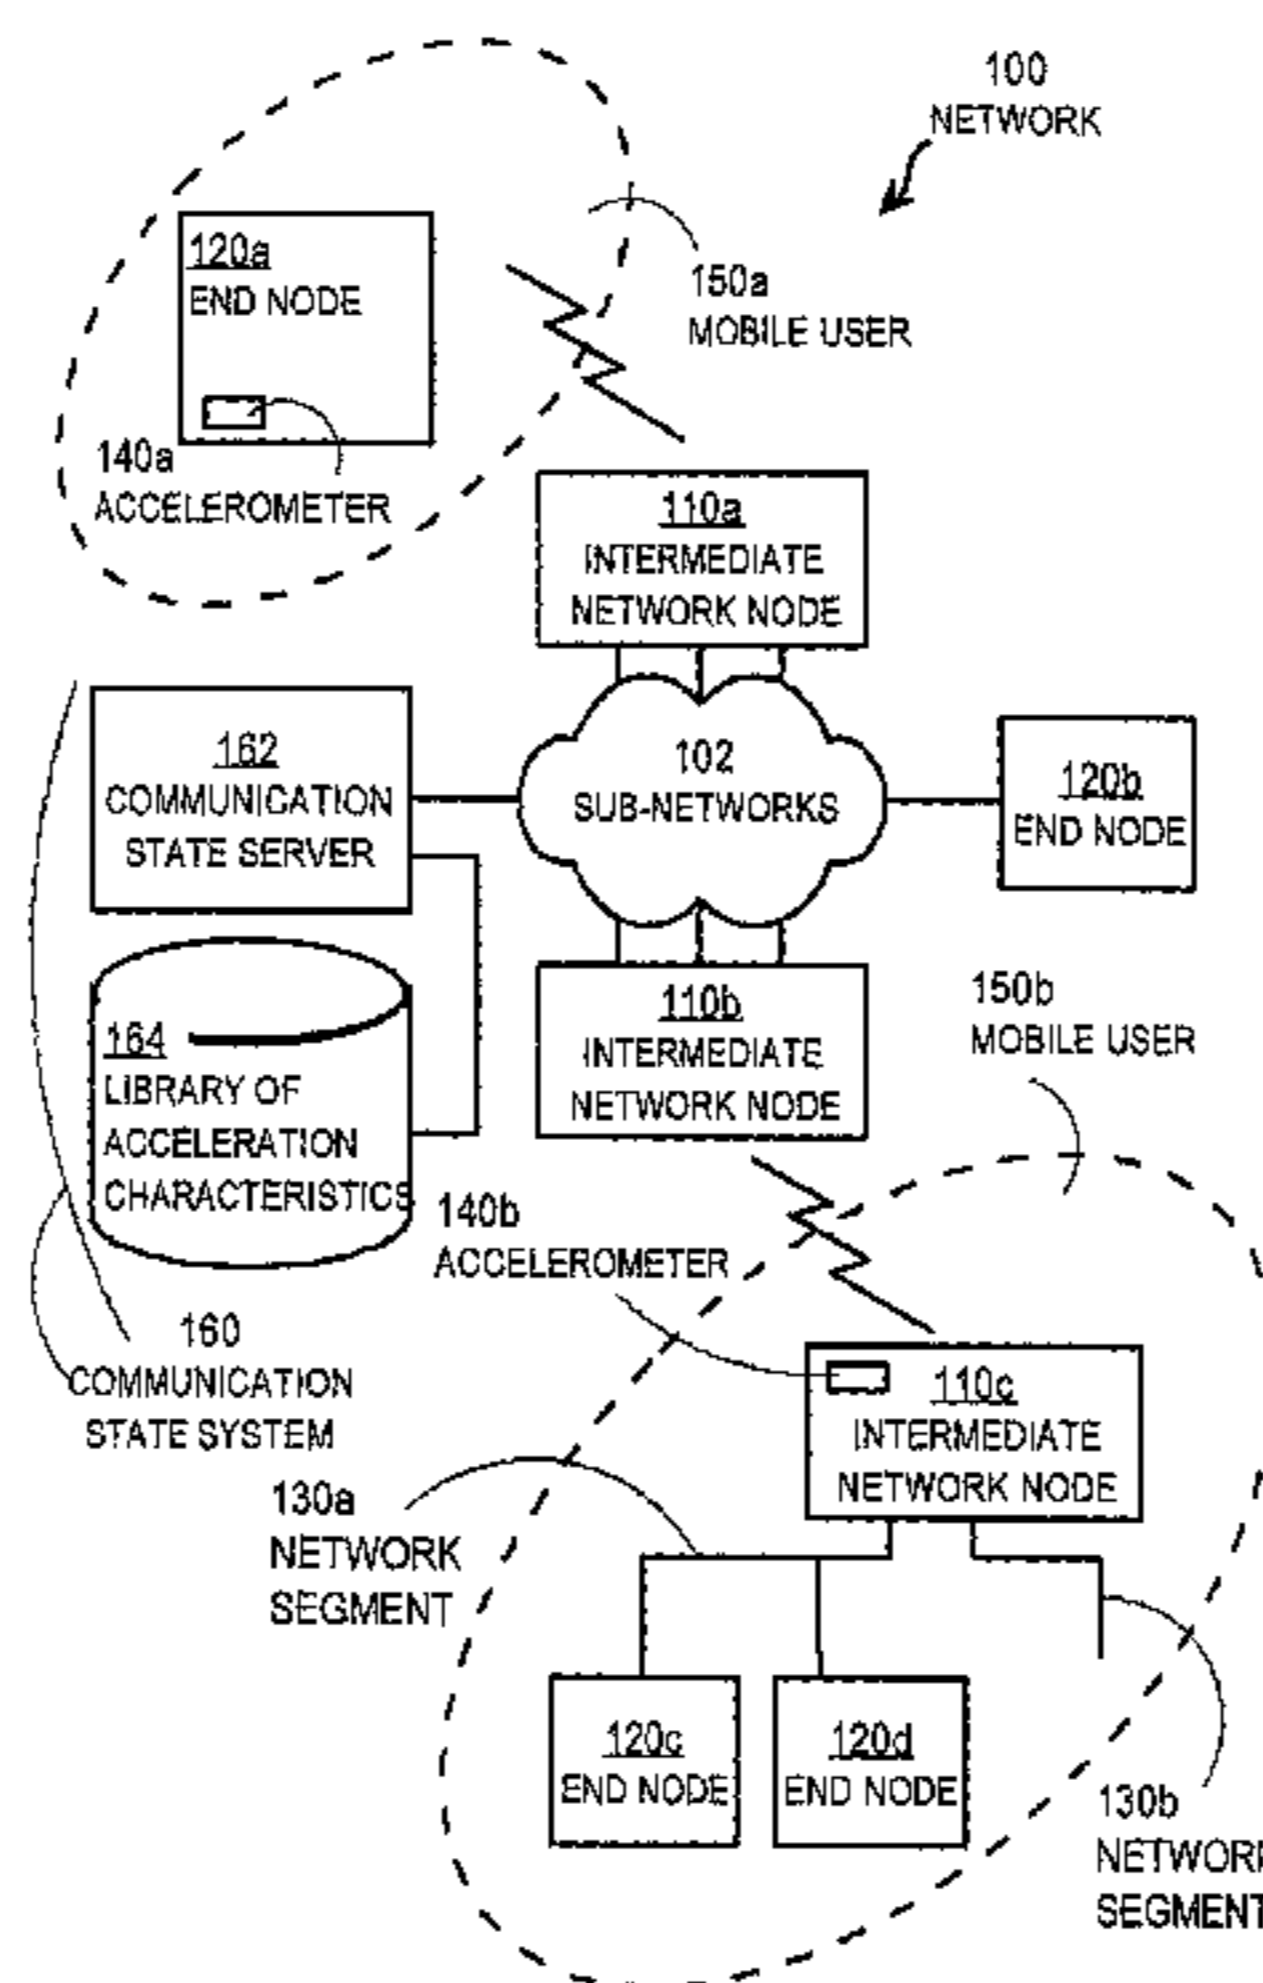 100
NETWORK
120a
END NODE
150a
MOBILE USER
140a
ACCELEROMETER
110a
INTERMEDIATE
NETWORK NODE
162
COMMUNICATION
STATE SERVER
102
SUB-NETWORKS
120b
END NODE
164
LIBRARY OF
ACCELERATION
CHARACTERISTICS
110b
INTERMEDIATE
NETWORK NODE
150b
MOBILE USER
140b
ACCELEROMETER
160
COMMUNICATION
STATE SYSTEM
110c
INTERMEDIATE
NETWORK NODE
130a
NETWORK
SEGMENT
120c
END NODE
120d
END NODE
130b
NETWORK
SEGMENT